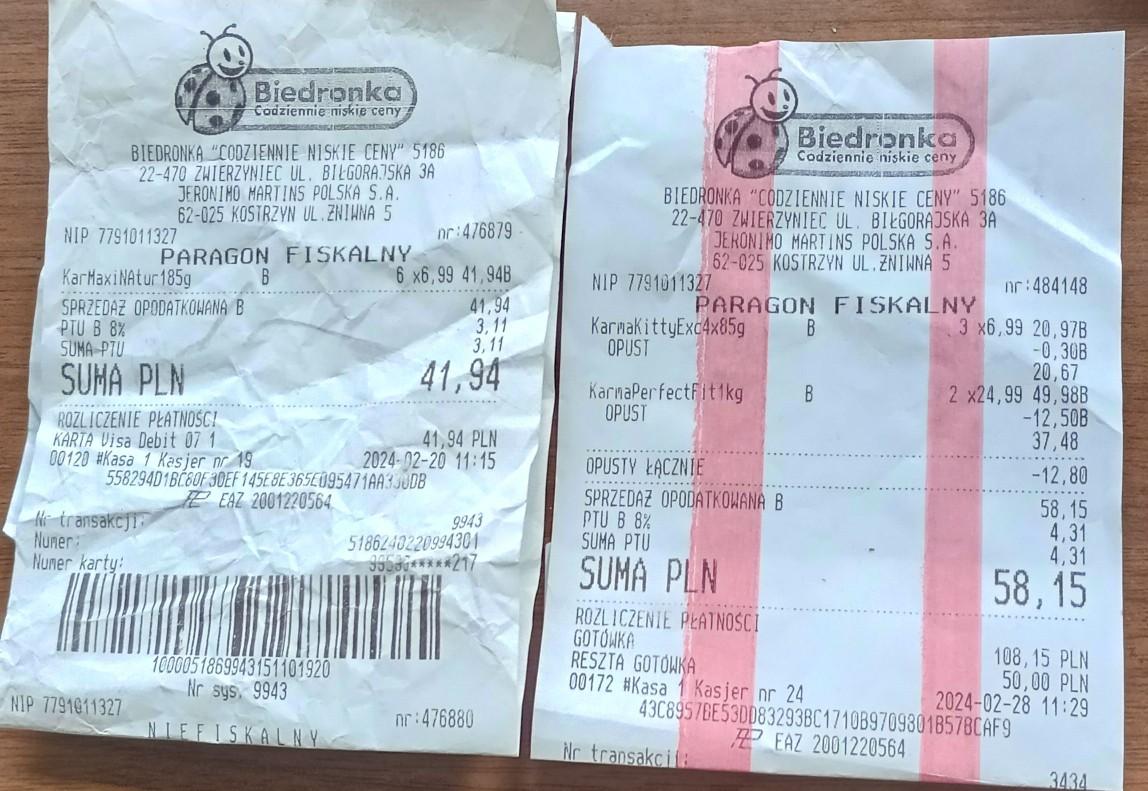 Biedronka
Codziennie niskie ceny
BIEDRONKA "CODZIENNIE NISKIE CENY" 5186
22-470 ZWIERZYNIEC UL. BIŁGORAJSKA 3A
JERONIMO MARTINS POLSKA S.A.
62-025 KOSTRZYN UL.ŻNIWNA 5
NIP 7791011327 nr:476879
PARAGON FISKALNY
KarMaxiNAtur185g B 6 x6,99 41,94B
SPRZEDAŻ OPODATKOWANA B 41,94
PTU B 8% 3,11
SUMA PTU 3,11
SUMA PLN 41,94
ROZLICZENIE PŁATNOŚCI
KARTA Visa Debit 07 1 41,94 PLN
00120 #Kasa 1 Kasjer nr 19 2024-02-20 11:15
EAZ 2001220564
Nr transakcji: 9943
Numer: 5186240220994301
Numer karty: *****217
1000051869943151101920
Nr sys. 9943
NIP 7791011327 nr:476880
NIEFISKALNY
Biedronka
Codziennie niskie ceny
BIEDRONKA "CODZIENNIE NISKIE CENY" 5186
22-470 ZWIERZYNIEC UL. BIŁGORAJSKA 3A
JERONIMO MARTINS POLSKA S.A.
62-025 KOSTRZYN UL.ŻNIWNA 5
NIP 7791011327 nr:484148
PARAGON FISKALNY
KarmaKittyExc4x85g B 3 x6,99 20,97B
OPUST -0,30B
20,67
KarmaPerfectFit1kg B 2 x24,99 49,98B
OPUST -12,50B
37,48
OPUSTY ŁĄCZNIE -12,80
SPRZEDAŻ OPODATKOWANA B 58,15
PTU B 8% 4,31
SUMA PTU 4,31
SUMA PLN 58,15
ROZLICZENIE PŁATNOŚCI
GOTÓWKA 108,15 PLN
RESZTA GOTÓWKA 50,00 PLN
00172 #Kasa 1 Kasjer nr 24 2024-02-28 11:29
43C8957BE53DD83293BC1710B9709801B57BCAF9
EAZ 2001220564
Nr transakcji: 3434